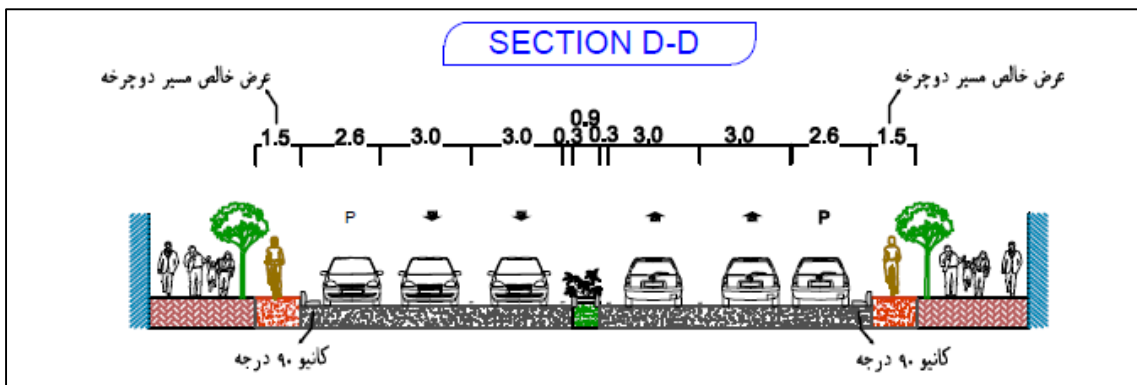 SECTION D-D
عرض خالص مسیر دوچرخه
عرض خالص مسیر دوچرخه
0.9
1.5 2.6 3.0 3.0 0.3 0.3 3.0 3.0 2.6 1.5
P
P
کانیو ۹۰ درجه
کانیو ۹۰ درجه